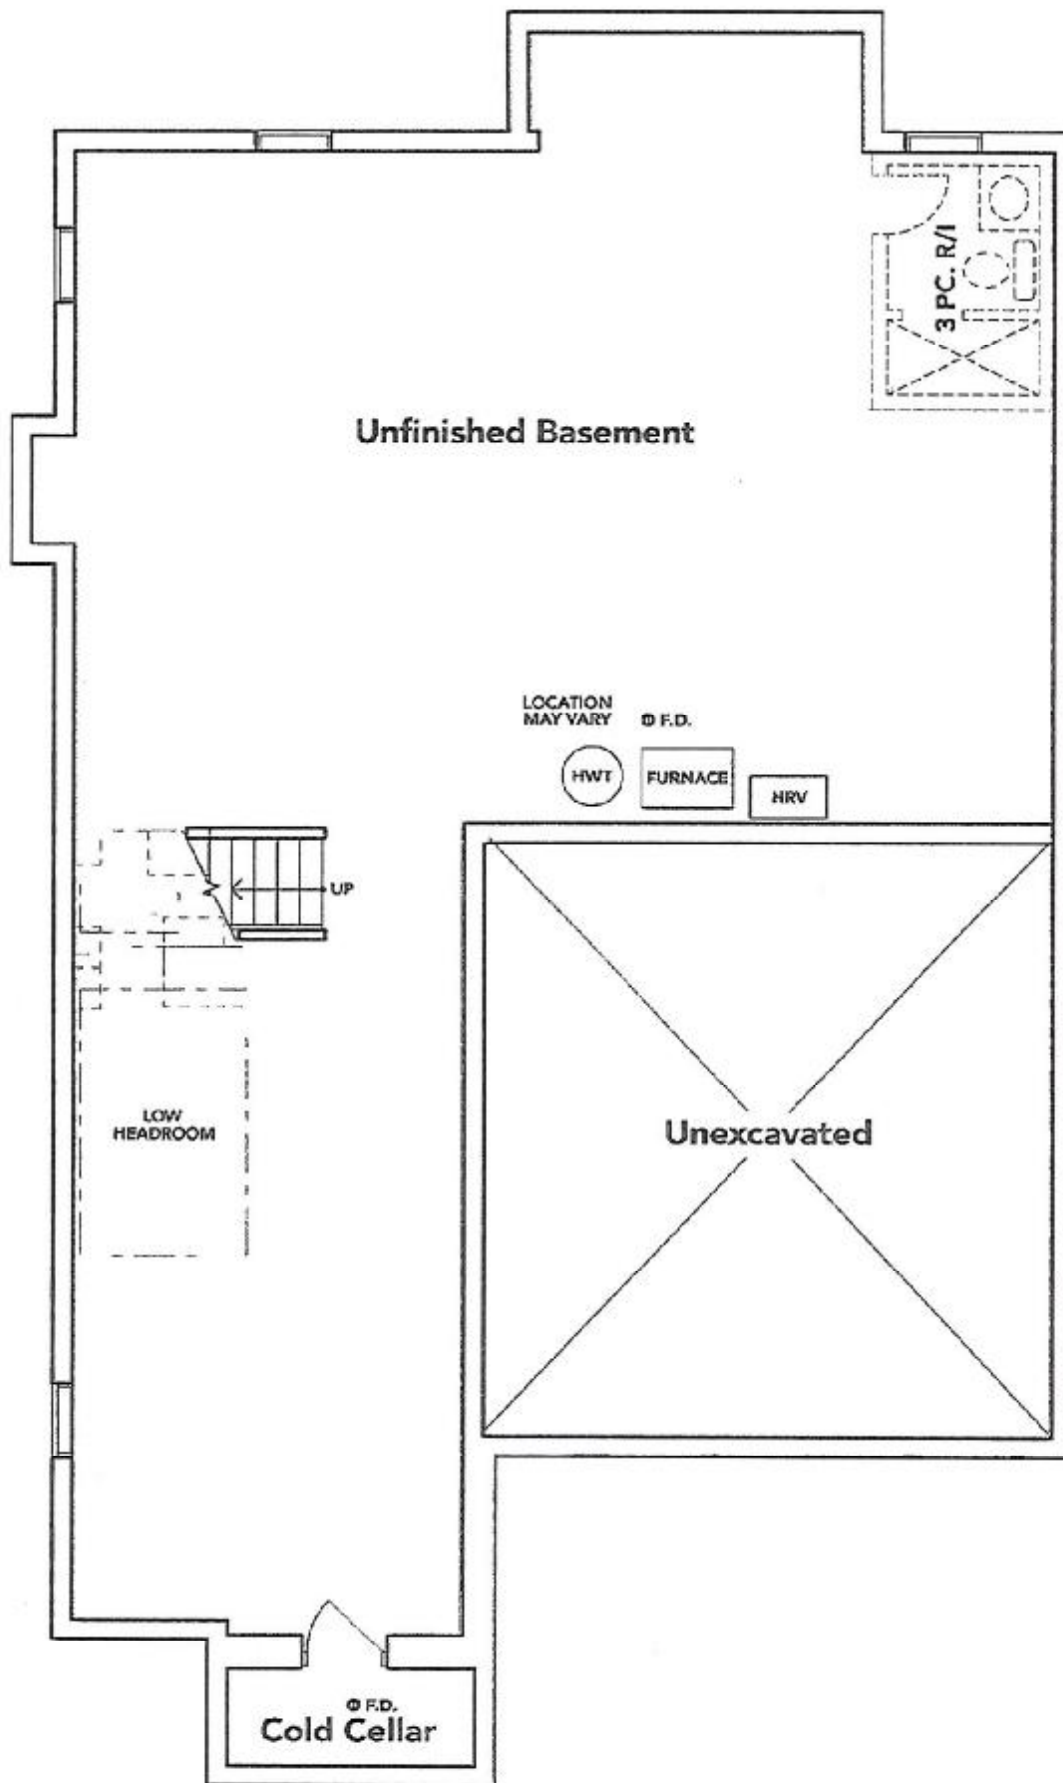 3 PC. R/I
Unfinished Basement
LOCATION
MAY VARY
F.D.
HWT
FURNACE
HRV
UP
LOW
HEADROOM
Unexcavated
F.D.
Cold Cellar